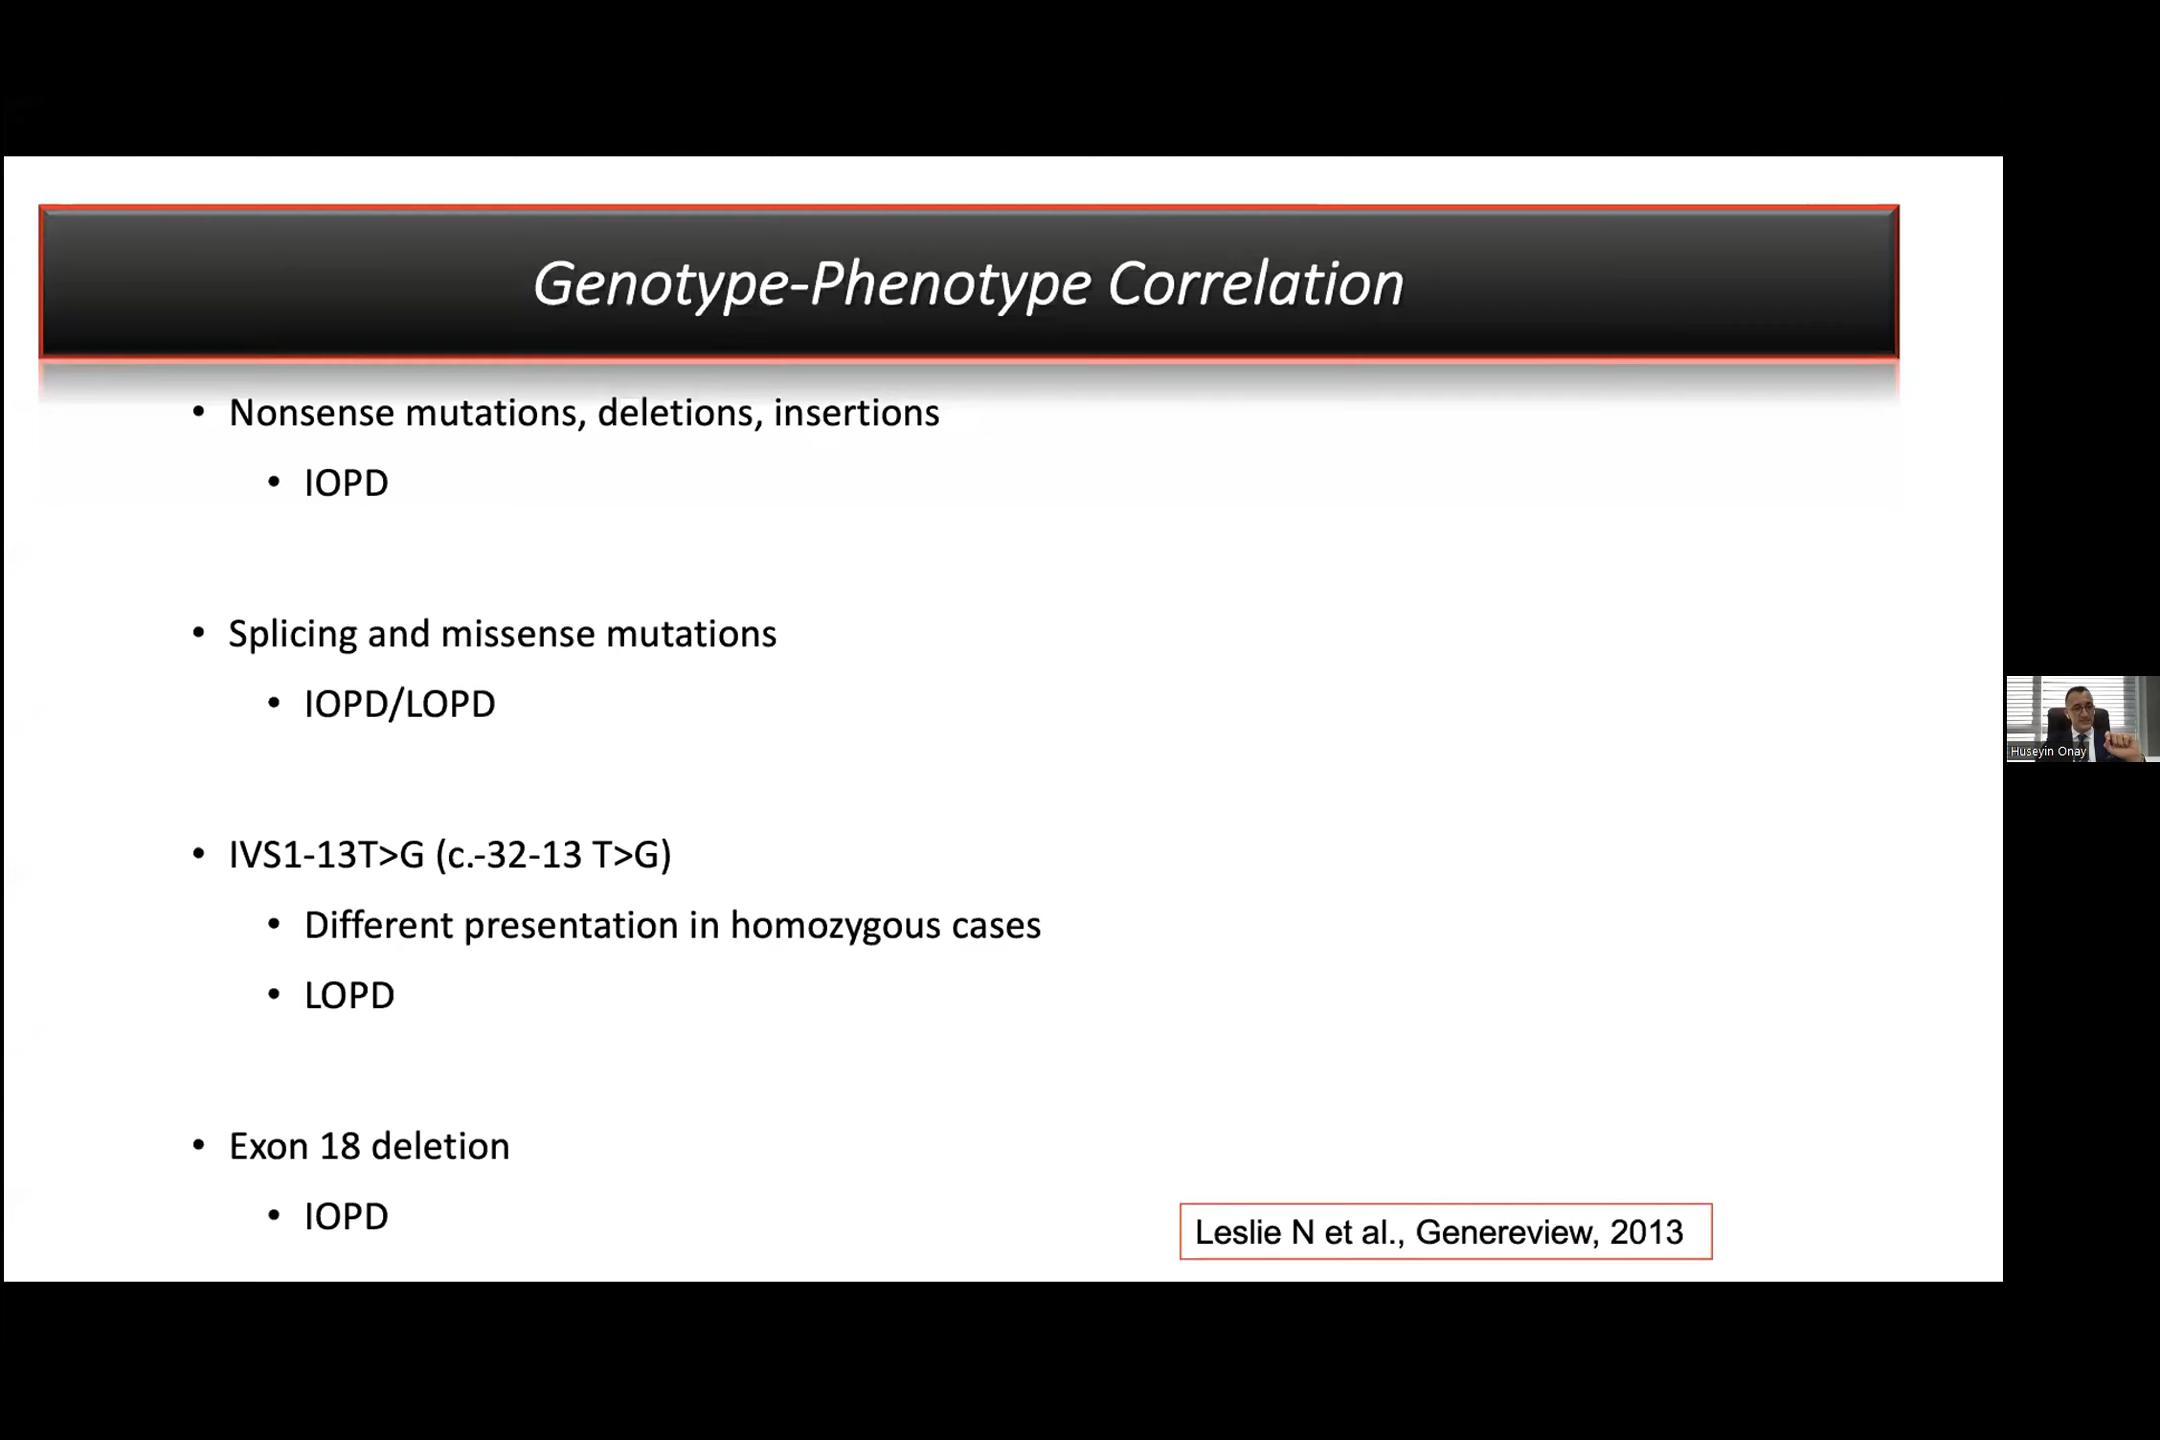 Genotype-Phenotype Correlation
• Nonsense mutations, deletions, insertions
• IOPD
• Splicing and missense mutations
• IOPD/LOPD
• IVS1-13T>G (c.-32-13 T>G)
• Different presentation in homozygous cases
• LOPD
• Exon 18 deletion
• IOPD
Leslie N et al., Genereview, 2013
Huseyin Onay